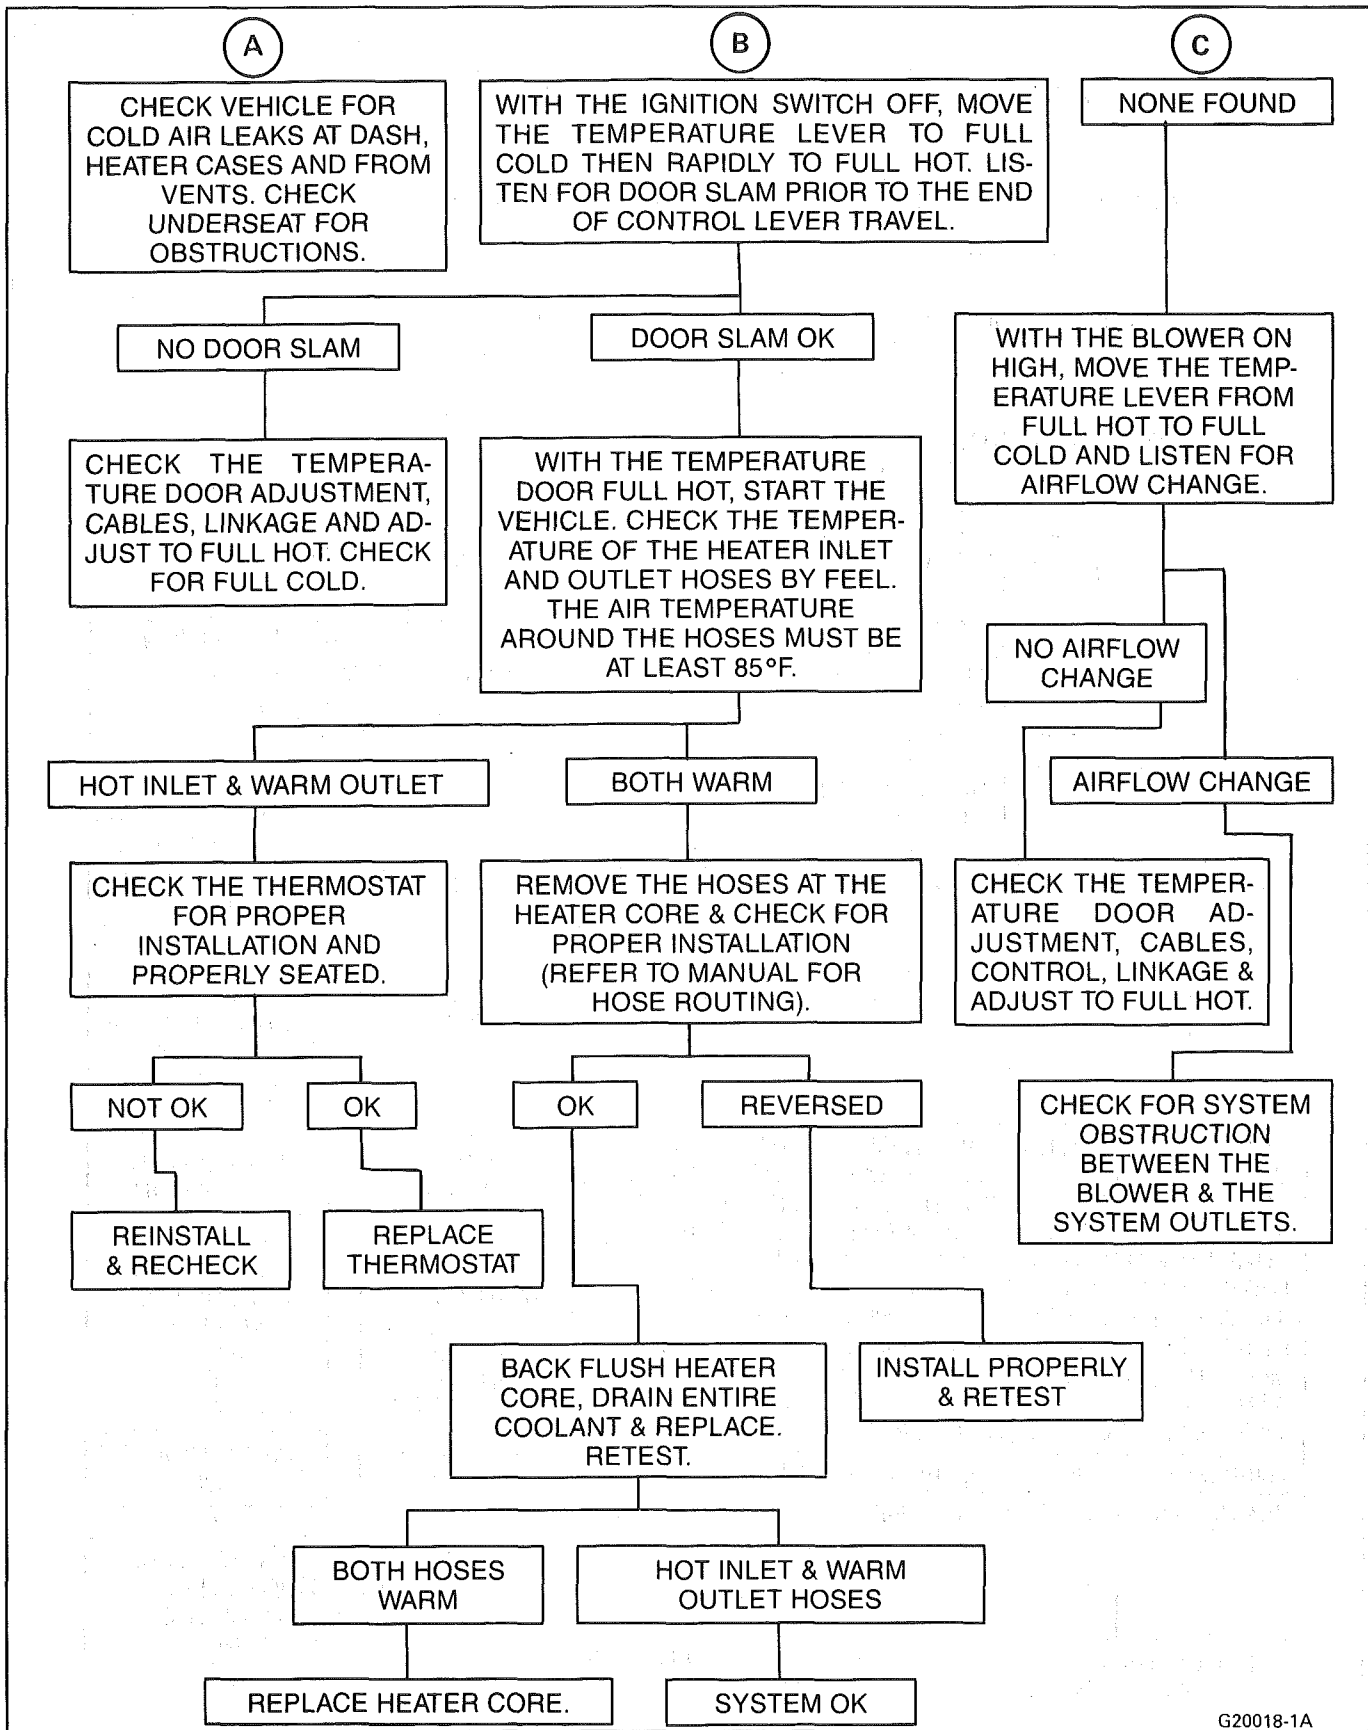 A
CHECK VEHICLE FOR
COLD AIR LEAKS AT DASH,
HEATER CASES AND FROM
VENTS. CHECK
UNDERSEAT FOR
OBSTRUCTIONS.
B
WITH THE IGNITION SWITCH OFF, MOVE
THE TEMPERATURE LEVER TO FULL
COLD THEN RAPIDLY TO FULL HOT. LIS-
TEN FOR DOOR SLAM PRIOR TO THE END
OF CONTROL LEVER TRAVEL.
NO DOOR SLAM
DOOR SLAM OK
CHECK THE TEMPERA-
TURE DOOR ADJUSTMENT,
CABLES, LINKAGE AND AD-
JUST TO FULL HOT. CHECK
FOR FULL COLD.
WITH THE TEMPERATURE
DOOR FULL HOT, START THE
VEHICLE. CHECK THE TEMPER-
ATURE OF THE HEATER INLET
AND OUTLET HOSES BY FEEL.
THE AIR TEMPERATURE
AROUND THE HOSES MUST BE
AT LEAST 85°F.
HOT INLET & WARM OUTLET
BOTH WARM
CHECK THE THERMOSTAT
FOR PROPER
INSTALLATION AND
PROPERLY SEATED.
REMOVE THE HOSES AT THE
HEATER CORE & CHECK FOR
PROPER INSTALLATION
(REFER TO MANUAL FOR
HOSE ROUTING).
NOT OK
OK
OK
REVERSED
REINSTALL
& RECHECK
REPLACE
THERMOSTAT
BACK FLUSH HEATER
CORE, DRAIN ENTIRE
COOLANT & REPLACE.
RETEST.
INSTALL PROPERLY
& RETEST
BOTH HOSES
WARM
HOT INLET & WARM
OUTLET HOSES
REPLACE HEATER CORE.
SYSTEM OK
C
NONE FOUND
WITH THE BLOWER ON
HIGH, MOVE THE TEMP-
ERATURE LEVER FROM
FULL HOT TO FULL
COLD AND LISTEN FOR
AIRFLOW CHANGE.
NO AIRFLOW
CHANGE
AIRFLOW CHANGE
CHECK THE TEMPER-
ATURE DOOR AD-
JUSTMENT, CABLES,
CONTROL, LINKAGE &
ADJUST TO FULL HOT.
CHECK FOR SYSTEM
OBSTRUCTION
BETWEEN THE
BLOWER & THE
SYSTEM OUTLETS.
G20018-1A